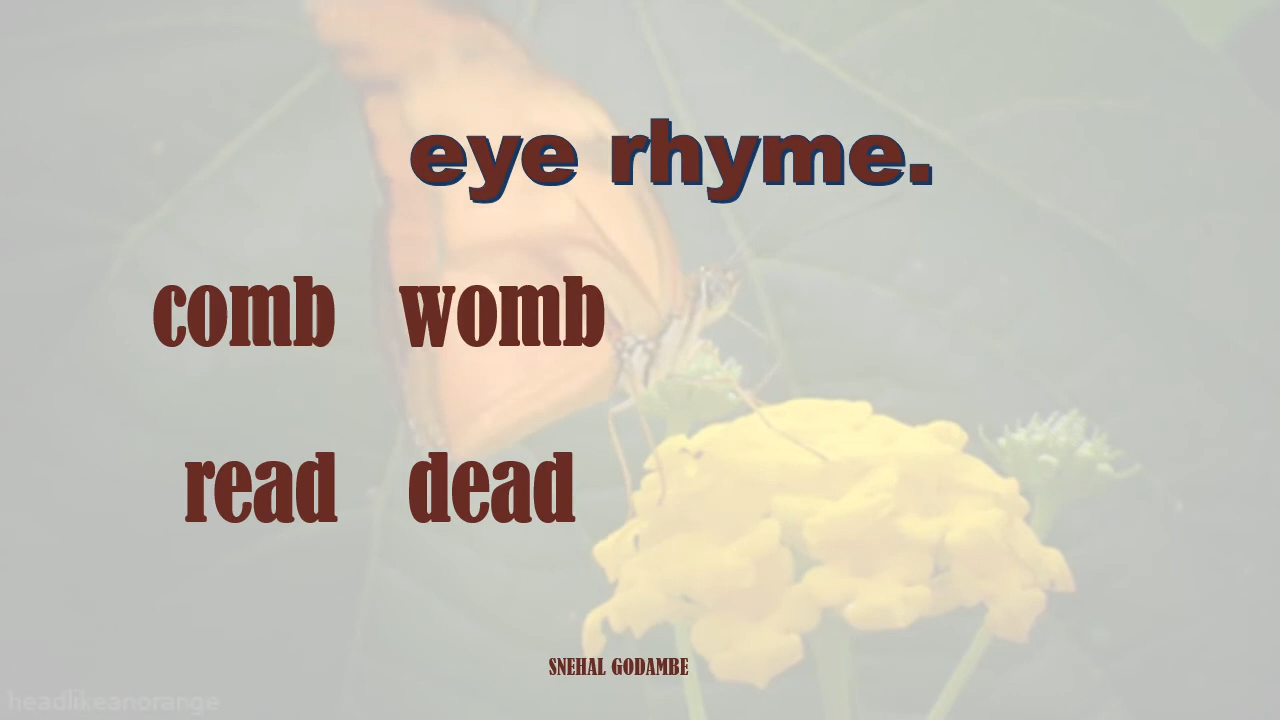 eye rhyme.
comb womb
read dead
SNEHAL GODAMBE
headlikeanorange